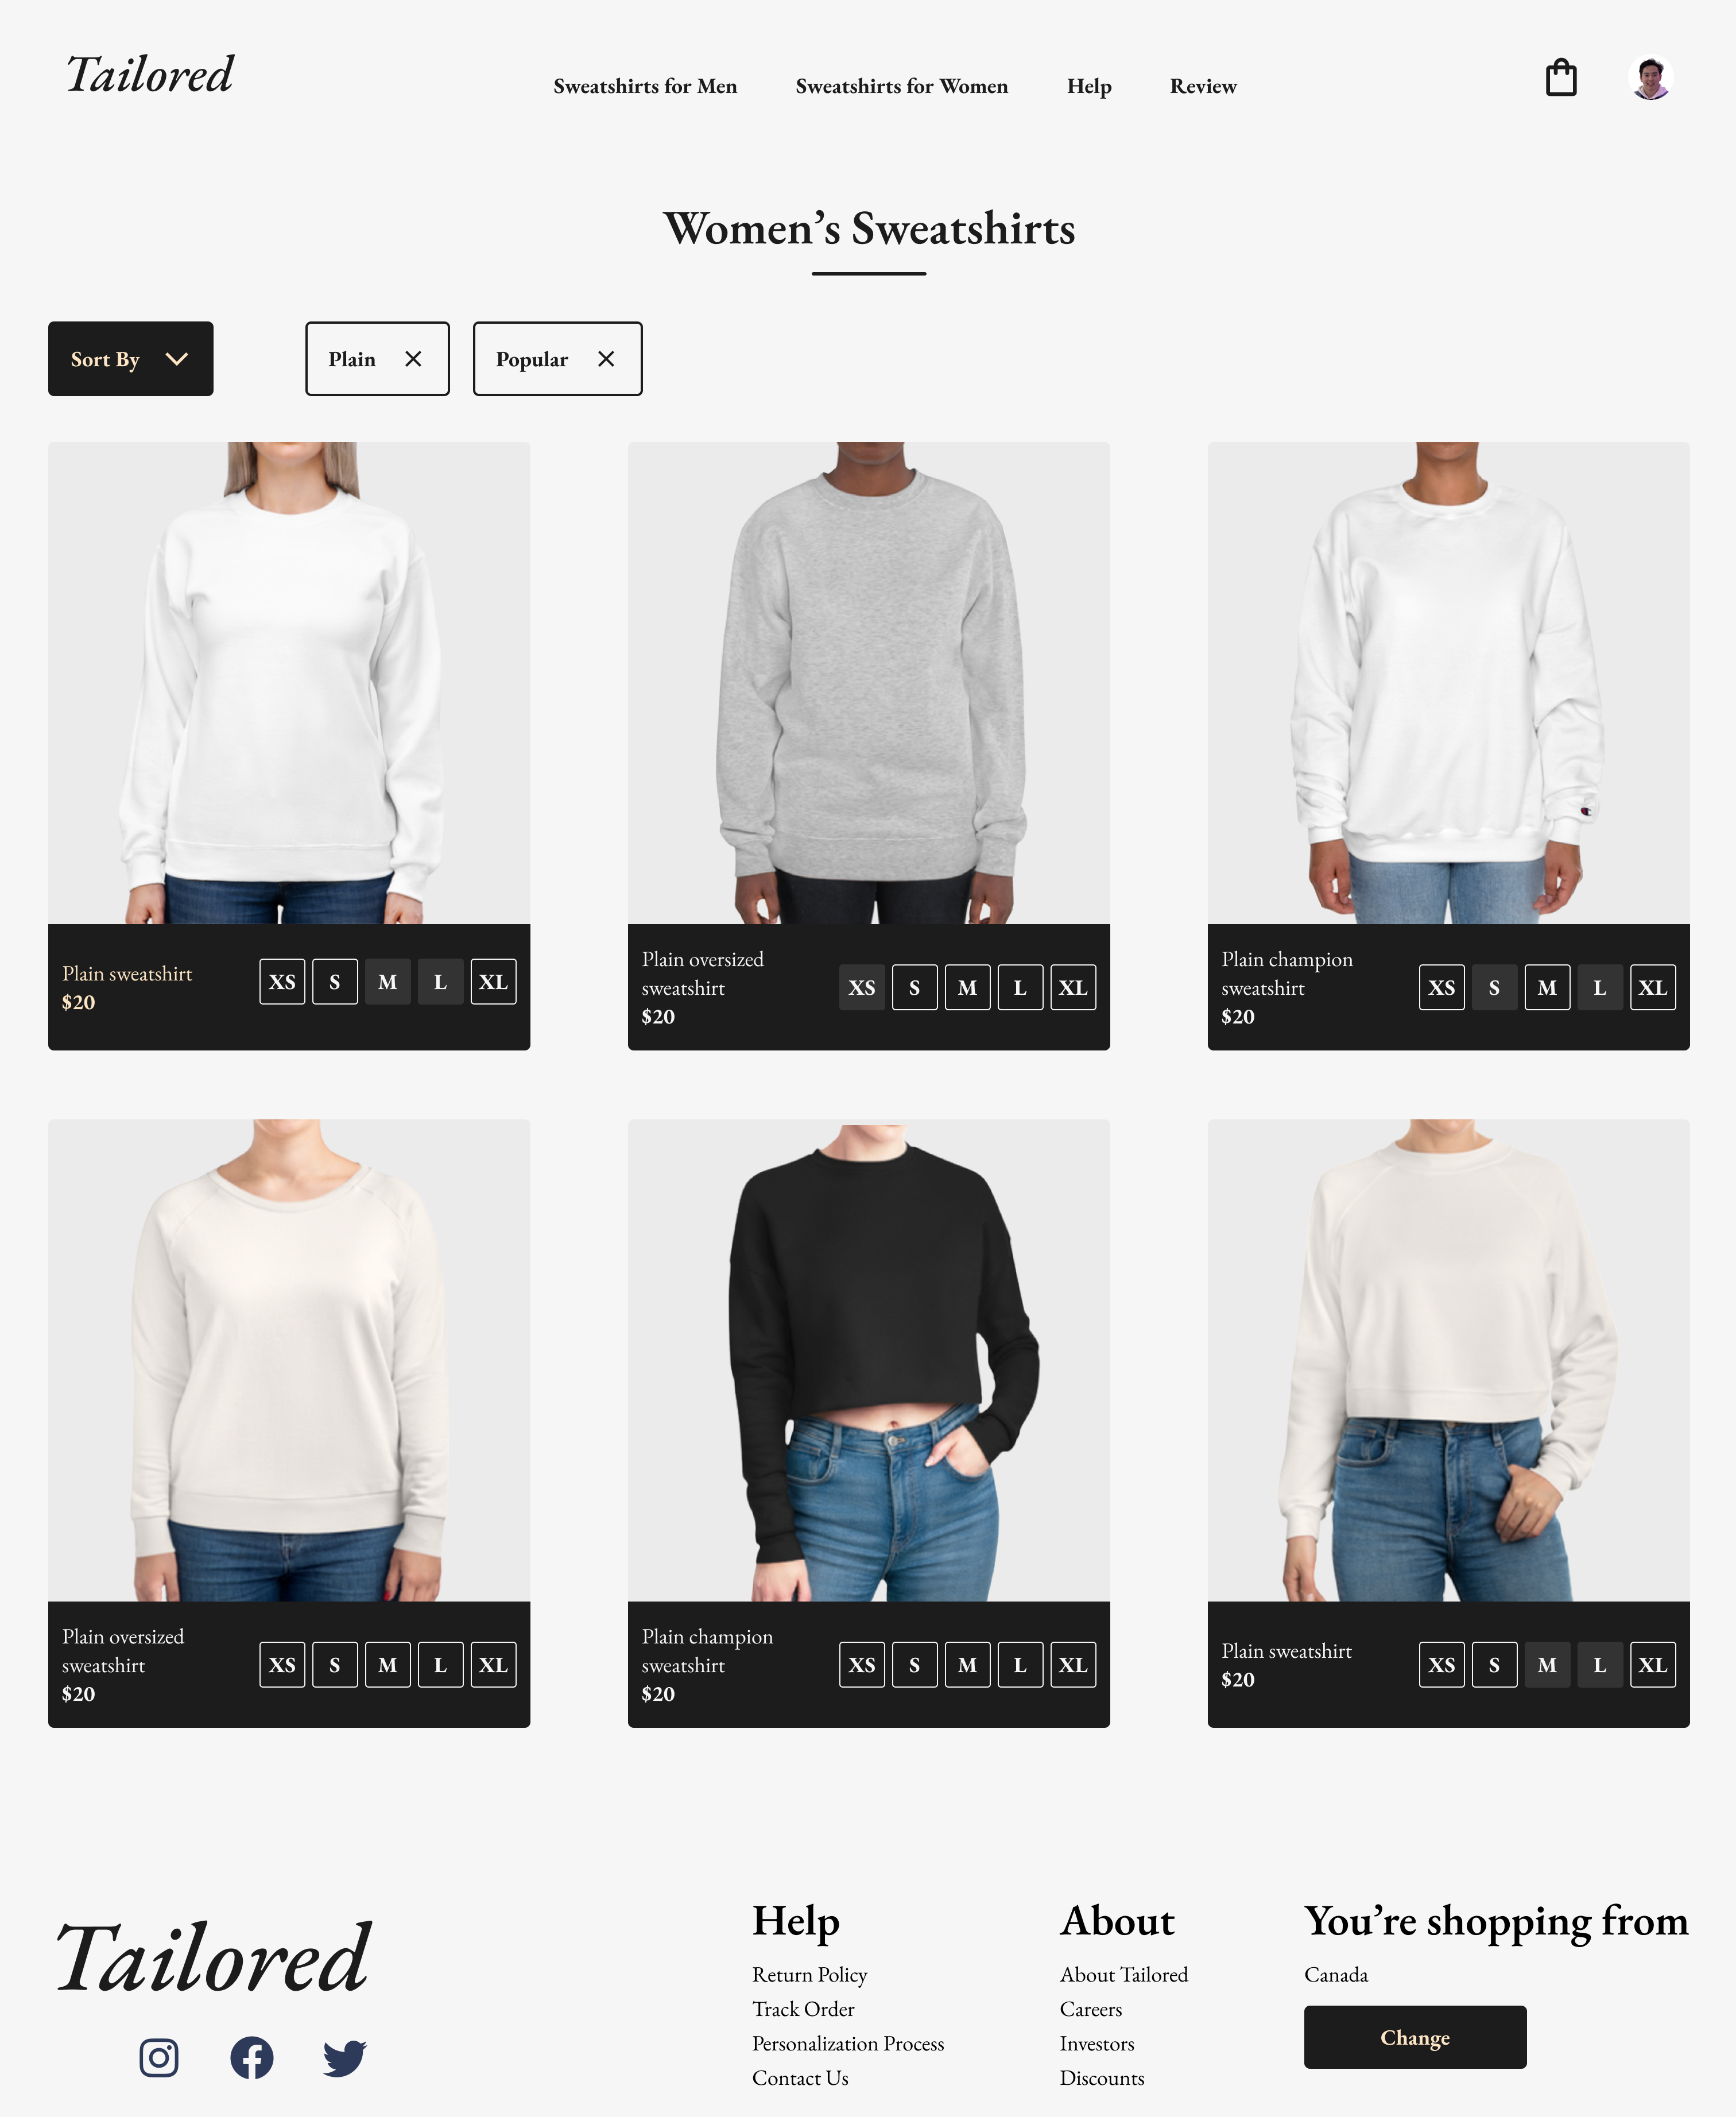 Tailored
Sweatshirts for Men
Sweatshirts for Women
Help
Review
Women’s Sweatshirts
Sort By
Plain
Popular
Plain sweatshirt
$20
XS S M L XL
Plain oversized
sweatshirt
$20
XS S M L XL
Plain champion
sweatshirt
$20
XS S M L XL
Plain oversized
sweatshirt
$20
XS S M L XL
Plain champion
sweatshirt
$20
XS S M L XL
Plain sweatshirt
$20
XS S M L XL
Tailored
Help
Return Policy
Track Order
Personalization Process
Contact Us
About
About Tailored
Careers
Investors
Discounts
You’re shopping from
Canada
Change